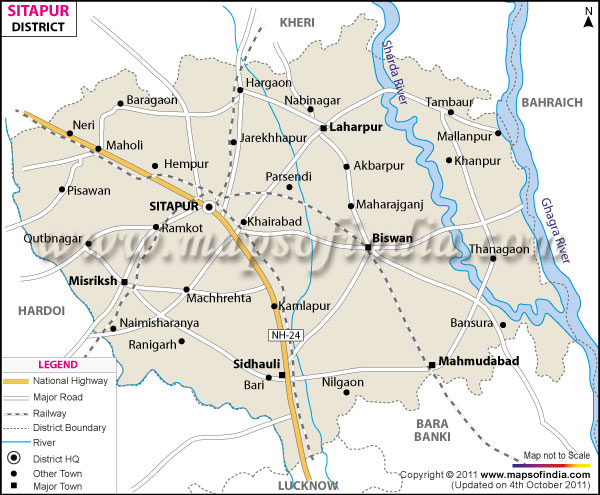 SITAPUR
DISTRICT
KHERI
N
Sharda River
BAHRAICH
Hargaon
Baragaon
Nabinagar
Tambaur
Neri
Laharpur
Mallanpur
Maholi
Jarekhhapur
Hempur
Akbarpur
Khanpur
Parsendi
Pisawan
SITAPUR
Maharajganj
Ghagra River
Khairabad
Ramkot
Qutbnagar
Biswan
www.mapsofindia.com
Thanagaon
Misriksh
Machhrehta
Kamlapur
HARDOI
Naimisharanya
Bansura
NH-24
Ranigarh
Sidhauli
Mahmudabad
Bari
Nilgaon
BARA
BANKI
LUCKNOW
LEGEND
National Highway
Major Road
Railway
District Boundary
River
District HQ
Other Town
Major Town
Map not to Scale
Copyright © 2011 www.mapsofindia.com
(Updated on 4th October 2011)